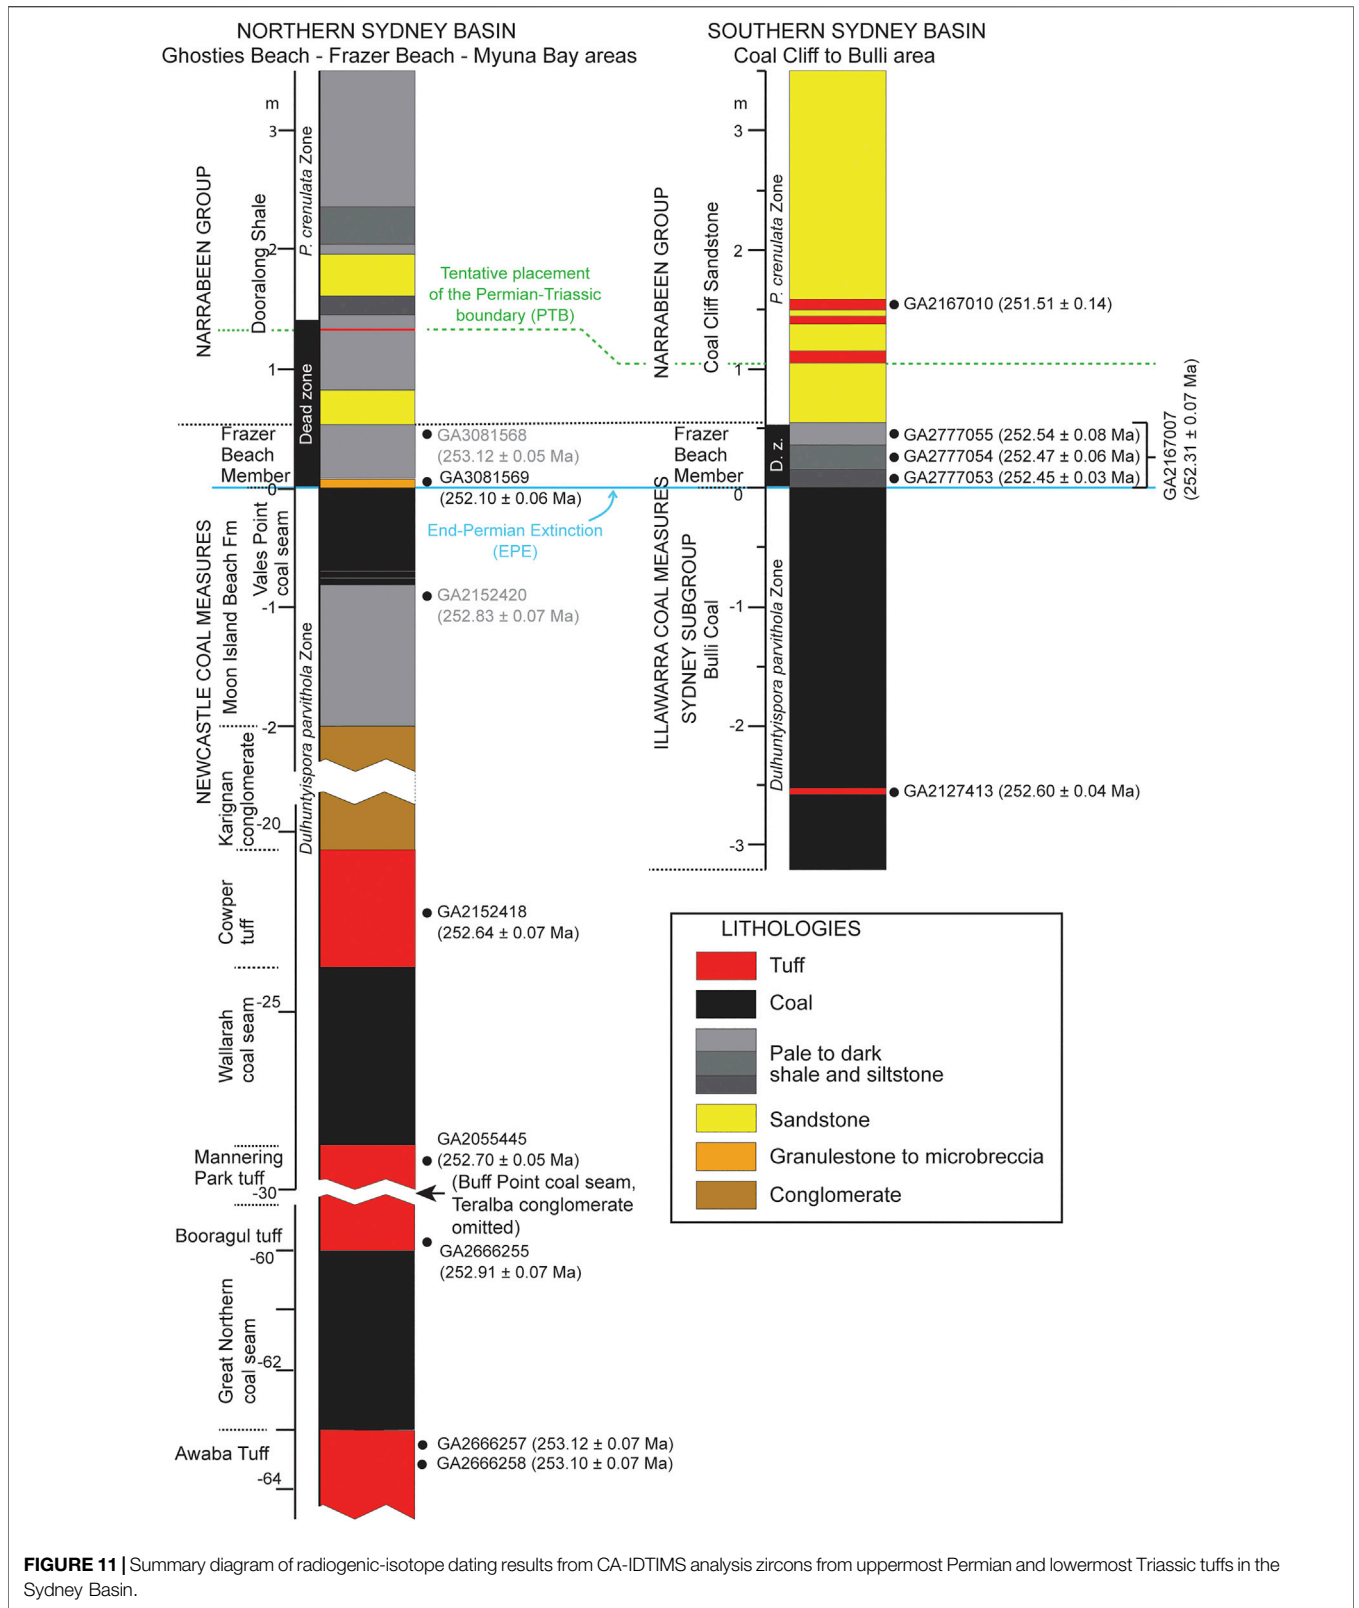 NORTHERN SYDNEY BASIN
Ghosties Beach - Frazer Beach - Myuna Bay areas
SOUTHERN SYDNEY BASIN
Coal Cliff to Bulli area
m
3
2
1
0
-1
-2
-20
-25
-30
-60
-62
-64
NARRABEEN GROUP
Dooralong Shale
P. crenulata Zone
Dead zone
Frazer
Beach
Member
NEWCASTLE COAL MEASURES
Moon Island Beach Fm
Vales Point
coal seam
Dulhuntyispora parvithola Zone
Karignan
conglomerate
Cowper
tuff
Wallarah
coal seam
Mannering
Park tuff
Booragul tuff
Great Northern
coal seam
Awaba Tuff
Tentative placement
of the Permian-Triassic
boundary (PTB)
GA3081568
(253.12 ± 0.05 Ma)
GA3081569
(252.10 ± 0.06 Ma)
End-Permian Extinction
(EPE)
GA2152420
(252.83 ± 0.07 Ma)
GA2152418
(252.64 ± 0.07 Ma)
GA2055445
(252.70 ± 0.05 Ma)
(Buff Point coal seam,
Teralba conglomerate
omitted)
GA2666255
(252.91 ± 0.07 Ma)
GA2666257 (253.12 ± 0.07 Ma)
GA2666258 (253.10 ± 0.07 Ma)
m
3
2
1
0
-1
-2
-3
NARRABEEN GROUP
Coal Cliff Sandstone
P. crenulata Zone
Frazer
Beach
Member
D. z.
ILLAWARRA COAL MEASURES
SYDNEY SUBGROUP
Bulli Coal
Dulhuntyispora parvithola Zone
GA2167010 (251.51 ± 0.14)
GA2777055 (252.54 ± 0.08 Ma)
GA2777054 (252.47 ± 0.06 Ma)
GA2777053 (252.45 ± 0.03 Ma)
GA2167007
(252.31 ± 0.07 Ma)
GA2127413 (252.60 ± 0.04 Ma)
LITHOLOGIES
Tuff
Coal
Pale to dark
shale and siltstone
Sandstone
Granulestone to microbreccia
Conglomerate
FIGURE 11 | Summary diagram of radiogenic-isotope dating results from CA-IDTIMS analysis zircons from uppermost Permian and lowermost Triassic tuffs in the
Sydney Basin.